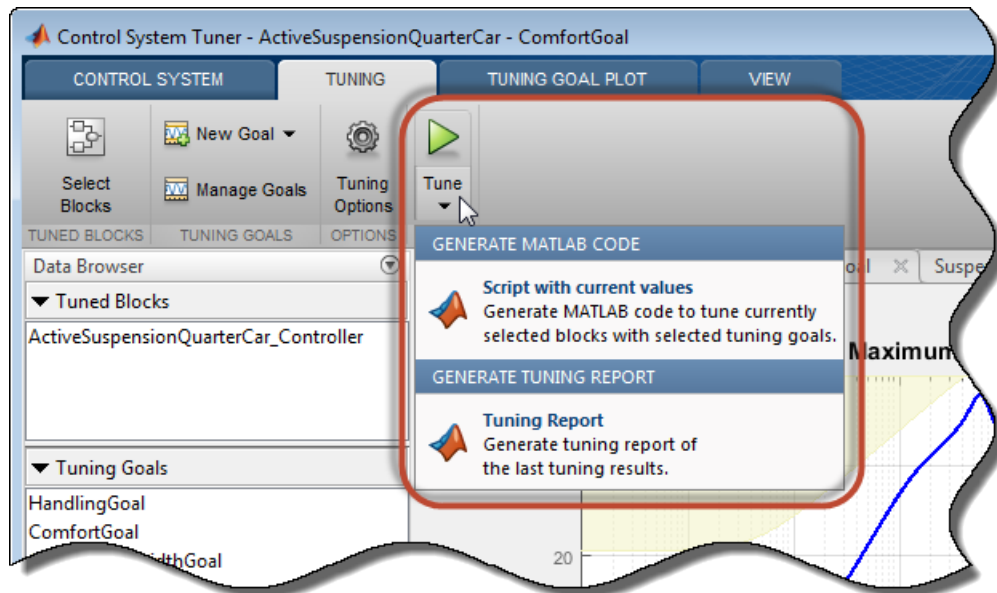 Control System Tuner - ActiveSuspensionQuarterCar - ComfortGoal
CONTROL SYSTEM
TUNING
TUNING GOAL PLOT
VIEW
New Goal
Select
Blocks
Manage Goals
Tuning
Options
Tune
TUNED BLOCKS
TUNING GOALS
OPTIONS
GENERATE MATLAB CODE
Script with current values
Generate MATLAB code to tune currently
selected blocks with selected tuning goals.
GENERATE TUNING REPORT
Tuning Report
Generate tuning report of
the last tuning results.
Data Browser
Tuned Blocks
ActiveSuspensionQuarterCar_Controller
Tuning Goals
HandlingGoal
ComfortGoal
dthGoal
oal
Suspe
Maximum
20